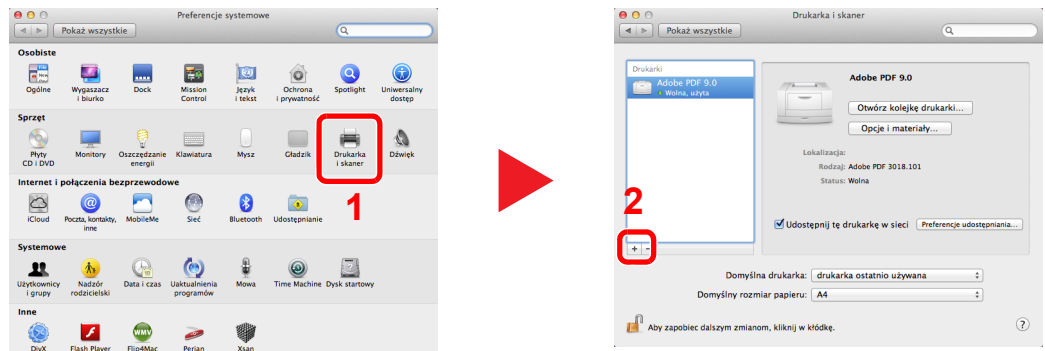 Preferencje systemowe
Pokaż wszystkie
Osobiste
Ogólne
Wygaszacz i biurko
Dock
Mission Control
Język i tekst
Ochrona i prywatność
Spotlight
Uniwersalny dostęp
Sprzęt
Płyty CD i DVD
Monitory
Oszczędzanie energii
Klawiatura
Mysz
Gładzik
Drukarka i skaner
Dźwięk
1
Internet i połączenia bezprzewodowe
iCloud
Poczta, kontakty, inne
MobileMe
Sieć
Bluetooth
Udostępnianie
Systemowe
Użytkownicy i grupy
Nadzór rodzicielski
Data i czas
Uaktualnienia programów
Mowa
Time Machine
Dysk startowy
Inne
DivX
Flash Player
Flip4Mac
Perian
Xsan
Drukarka i skaner
Pokaż wszystkie
Drukarki
Adobe PDF 9.0
Wolna, użyta
2
+ −
Adobe PDF 9.0
Otwórz kolejkę drukarki...
Opcje i materiały...
Lokalizacja:
Rodzaj: Adobe PDF 3018.101
Status: Wolna
Udostępnij tę drukarkę w sieci
Preferencje udostępniania...
Domyślna drukarka: drukarka ostatnio używana
Domyślny rozmiar papieru: A4
Aby zapobiec dalszym zmianom, kliknij w kłódkę.
?